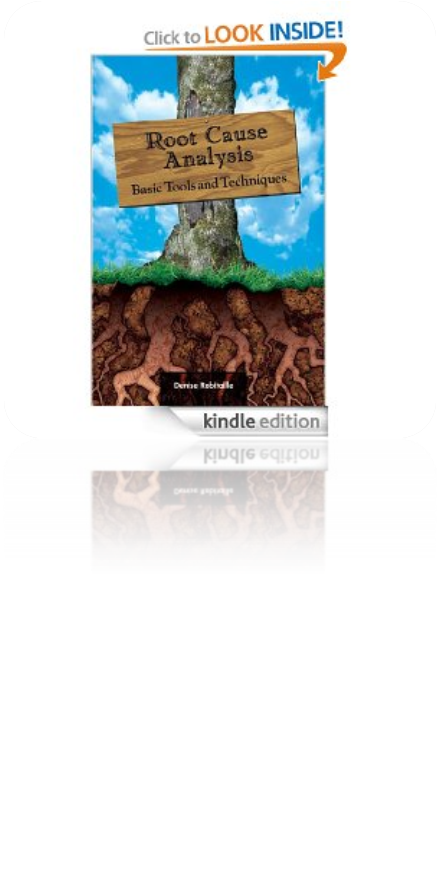 Click to LOOK INSIDE!
Root Cause
Analysis
Basic Tools and Techniques
Denise Robitaille
kindle edition